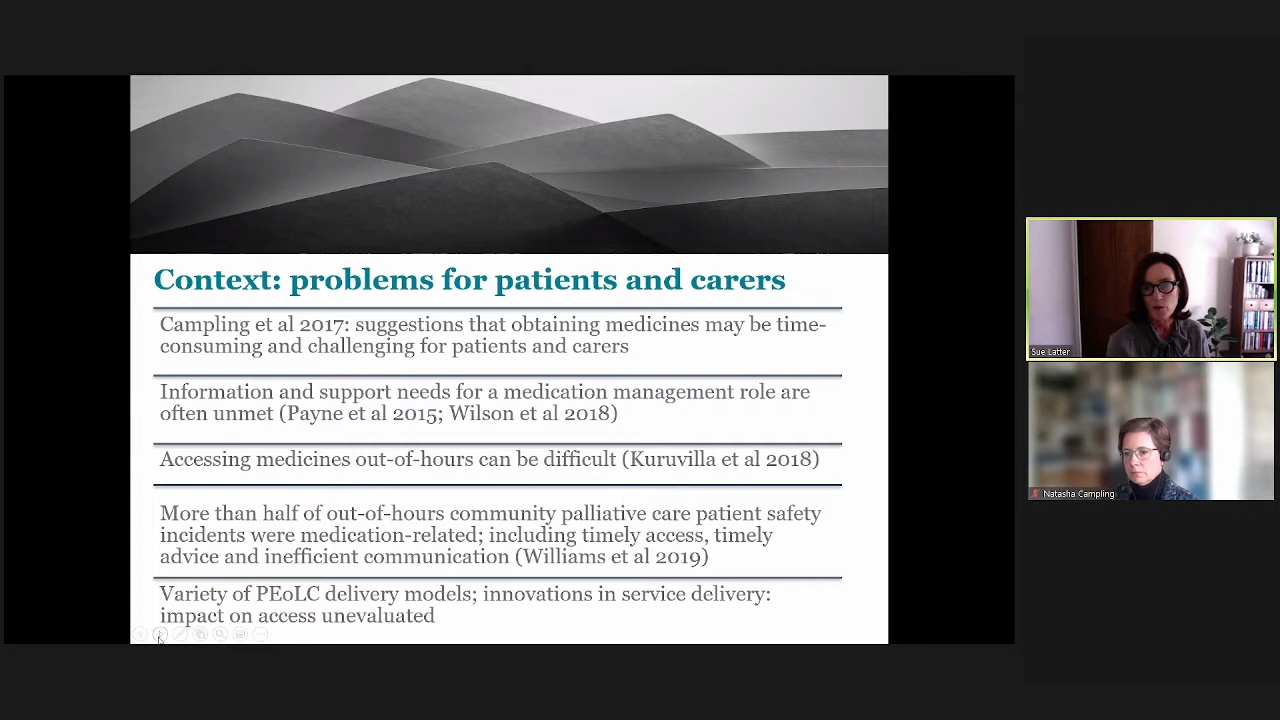 Context: problems for patients and carers
Campling et al 2017: suggestions that obtaining medicines may be time-
consuming and challenging for patients and carers
Information and support needs for a medication management role are
often unmet (Payne et al 2015; Wilson et al 2018)
Accessing medicines out-of-hours can be difficult (Kuruvilla et al 2018)
More than half of out-of-hours community palliative care patient safety
incidents were medication-related; including timely access, timely
advice and inefficient communication (Williams et al 2019)
Variety of PEoLC delivery models; innovations in service delivery:
impact on access unevaluated
Sue Latter
Natasha Campling